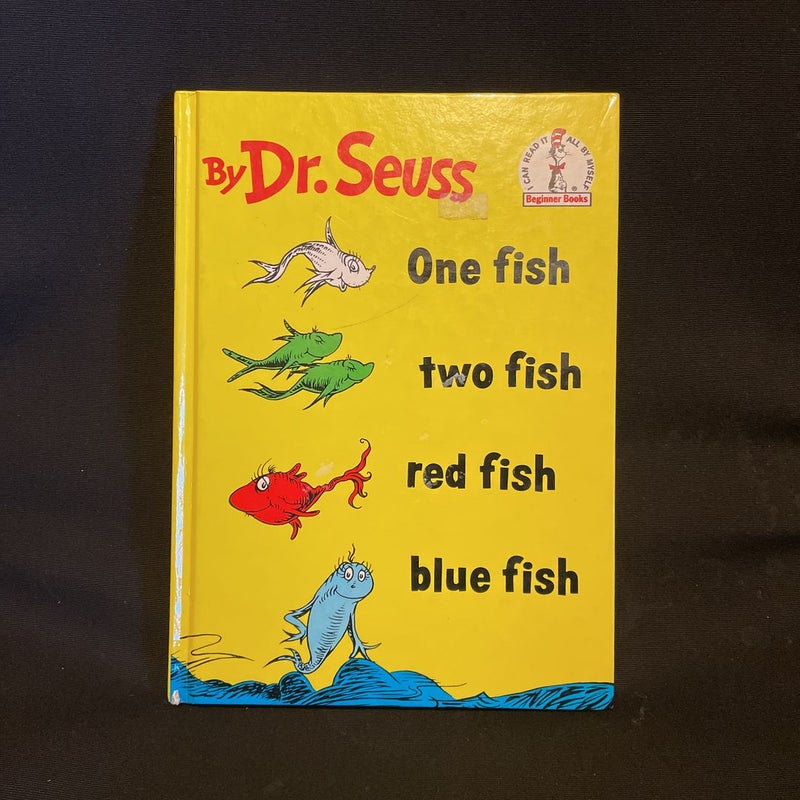 By Dr. Seuss
I CAN READ IT ALL BY MYSELF
®
Beginner Books
One fish
two fish
red fish
blue fish